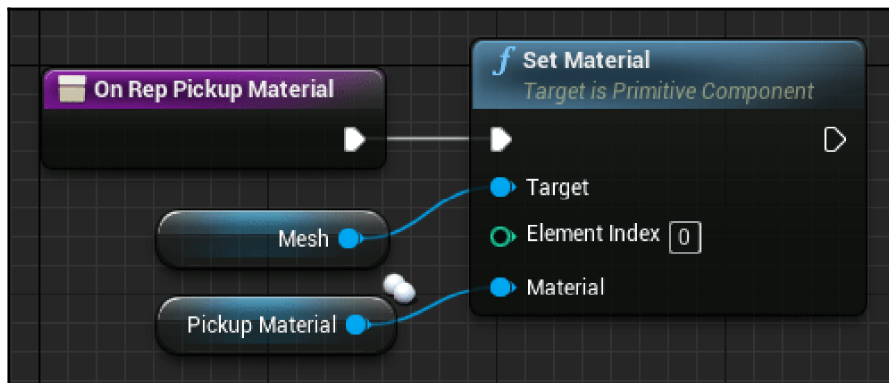 On Rep Pickup Material
f Set Material
Target is Primitive Component
Target
Mesh
Element Index 0
Pickup Material
Material